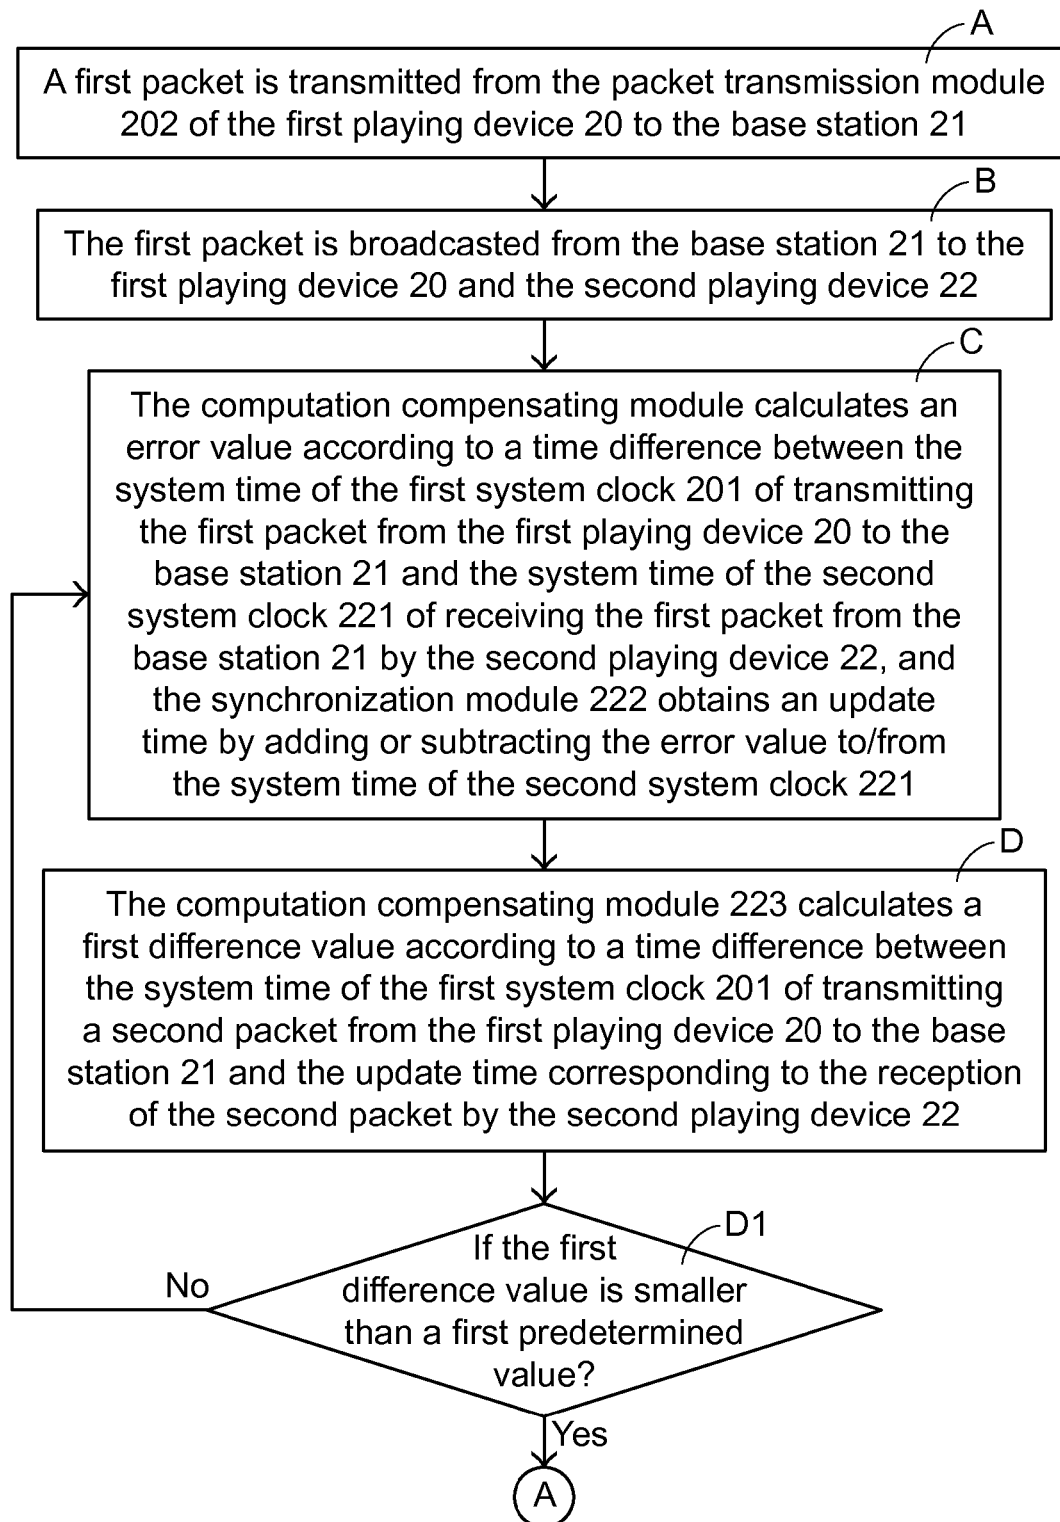 A
A first packet is transmitted from the packet transmission module
202 of the first playing device 20 to the base station 21
B
The first packet is broadcasted from the base station 21 to the
first playing device 20 and the second playing device 22
C
The computation compensating module calculates an
error value according to a time difference between the
system time of the first system clock 201 of transmitting
the first packet from the first playing device 20 to the
base station 21 and the system time of the second
system clock 221 of receiving the first packet from the
base station 21 by the second playing device 22, and
the synchronization module 222 obtains an update
time by adding or subtracting the error value to/from
the system time of the second system clock 221
D
The computation compensating module 223 calculates a
first difference value according to a time difference between
the system time of the first system clock 201 of transmitting
a second packet from the first playing device 20 to the base
station 21 and the update time corresponding to the reception
of the second packet by the second playing device 22
D1
If the first
difference value is smaller
than a first predetermined
value?
No
Yes
A